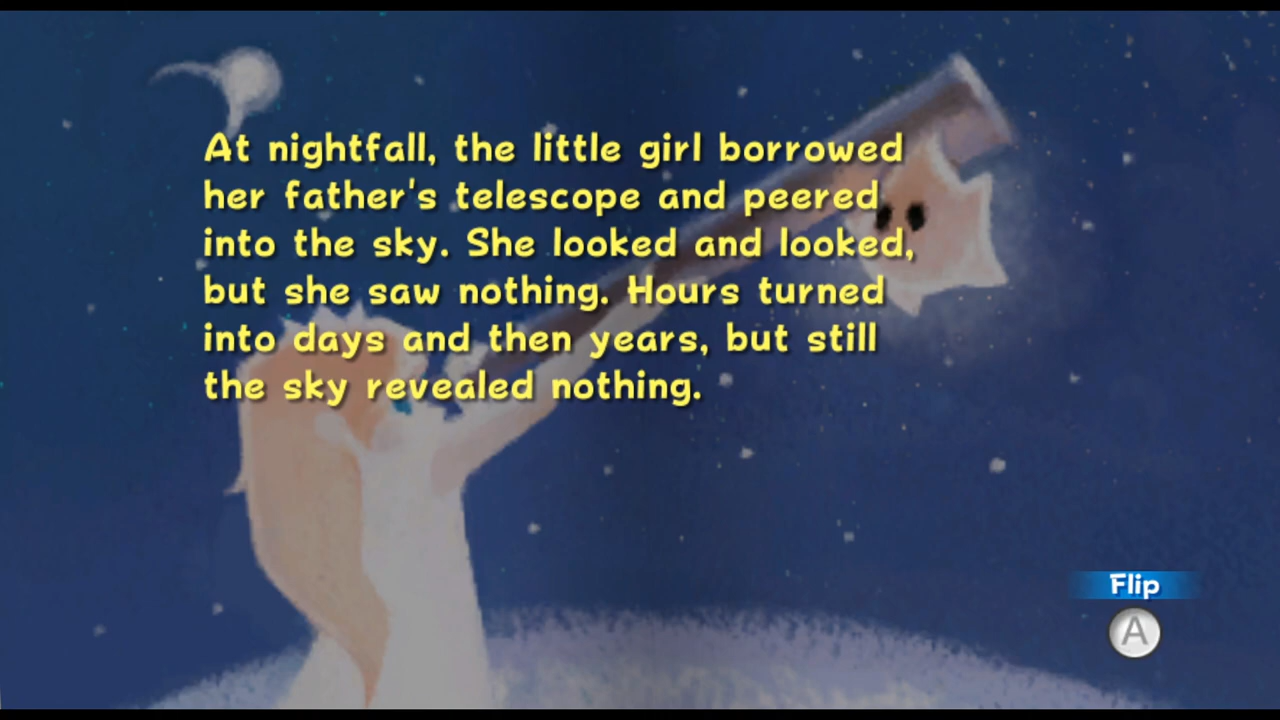 At nightfall, the little girl borrowed
her father's telescope and peered
into the sky. She looked and looked,
but she saw nothing. Hours turned
into days and then years, but still
the sky revealed nothing.
Flip
A